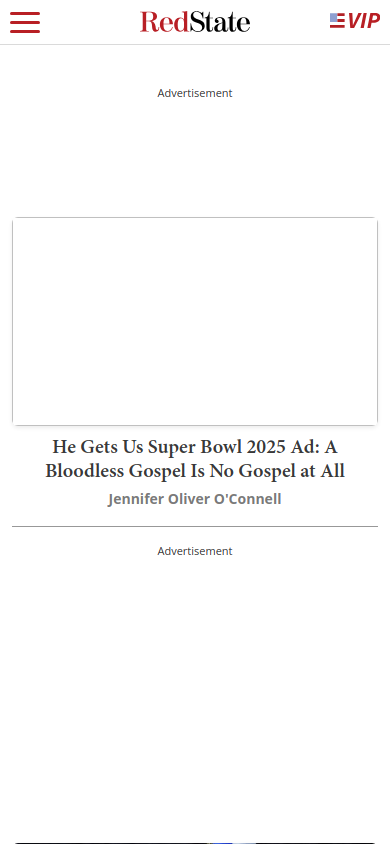 RedState
VIP
Advertisement
He Gets Us Super Bowl 2025 Ad: A
Bloodless Gospel Is No Gospel at All
Jennifer Oliver O'Connell
Advertisement